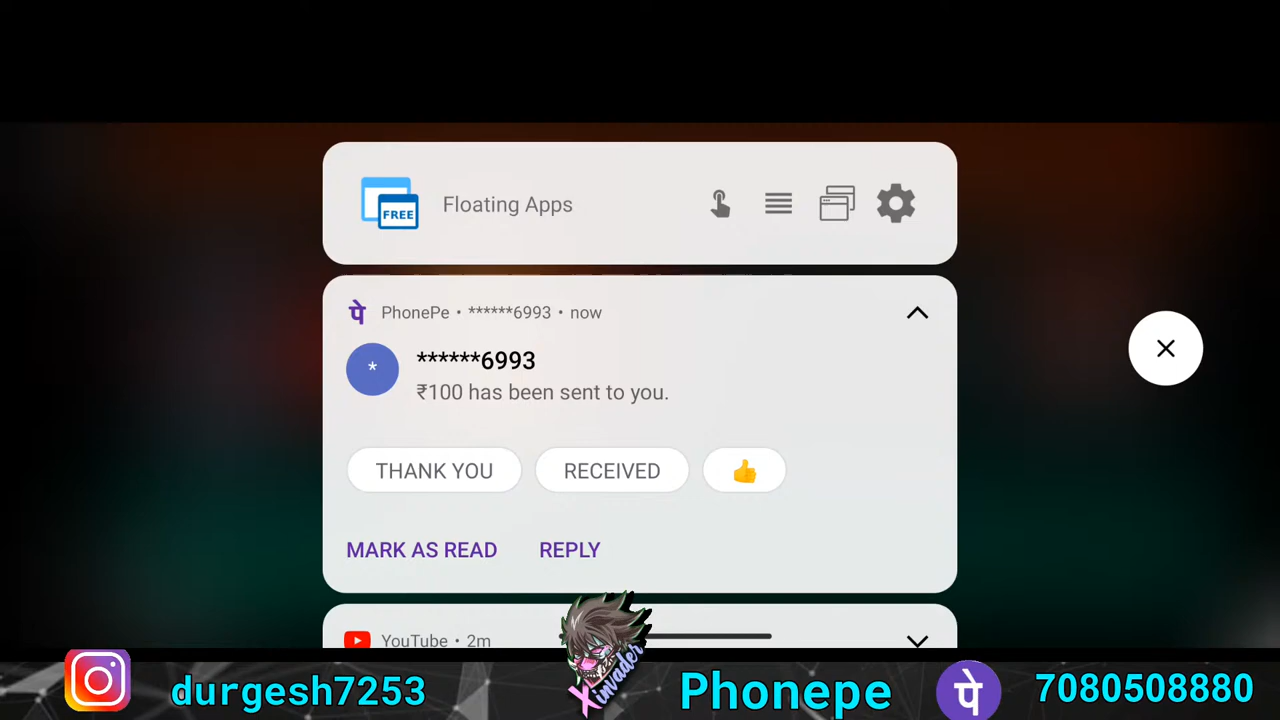 FREE
Floating Apps
पे PhonePe • ******6993 • now
*
******6993
₹100 has been sent to you.
THANK YOU RECEIVED 👍
MARK AS READ REPLY
YouTube • 2m
durgesh7253
Xinvader
Phonepe पे 7080508880